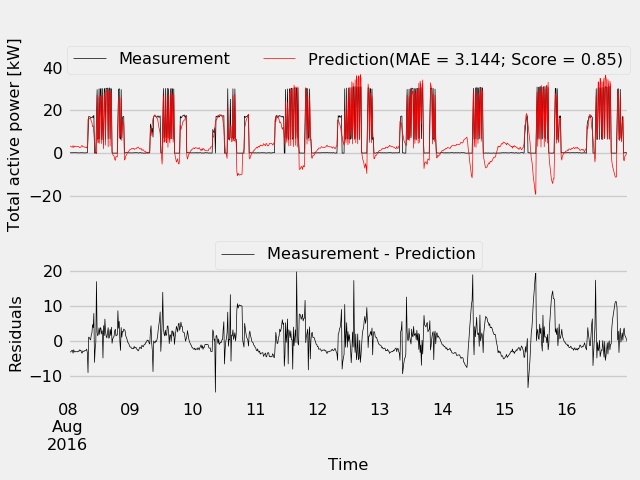 Measurement
Prediction(MAE = 3.144; Score = 0.85)
Total active power [kW]
40
20
0
−20
Measurement - Prediction
Residuals
20
10
0
−10
08 09 10 11 12 13 14 15 16
Aug
2016
Time